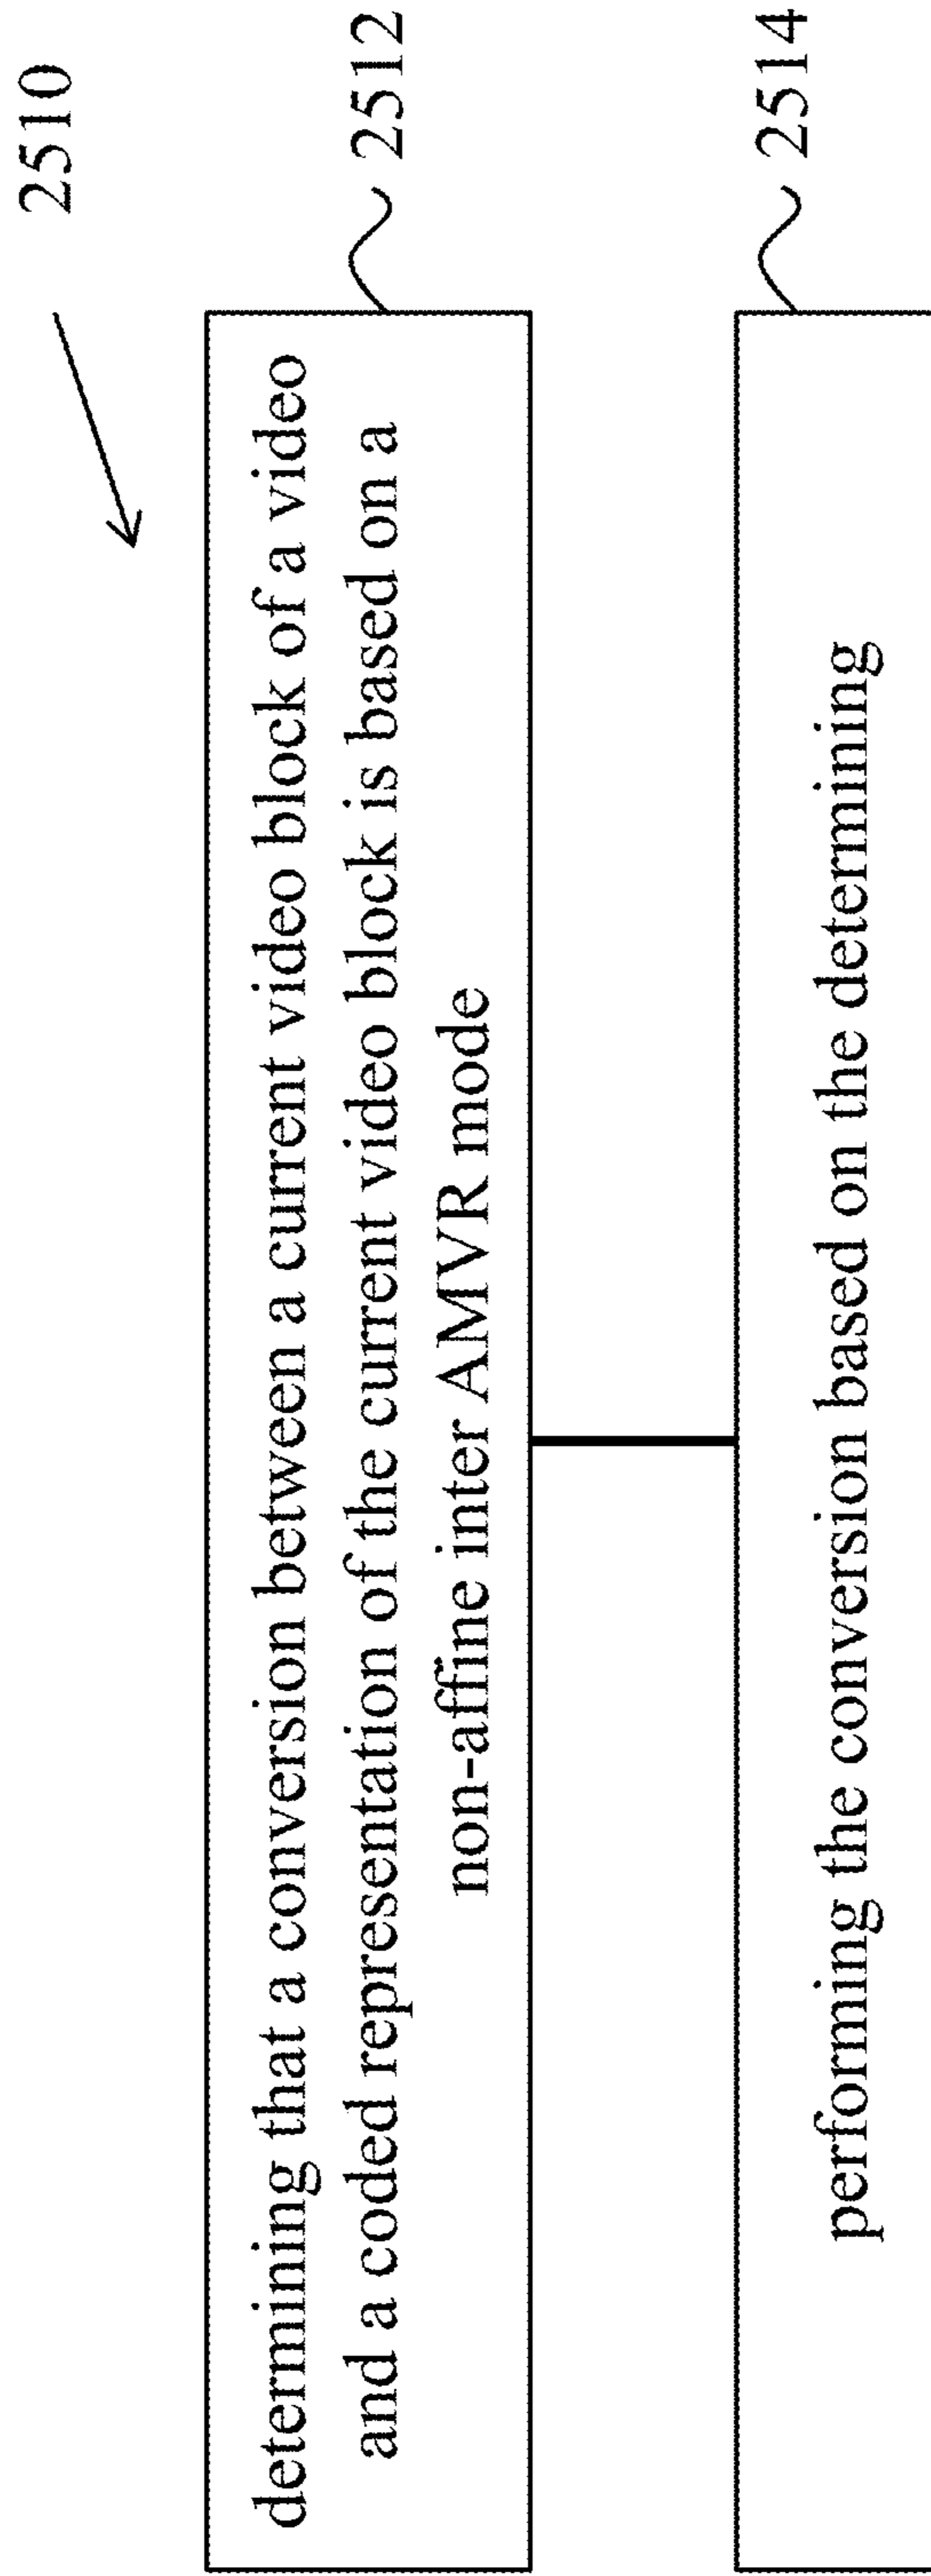 2510
determining that a conversion between a current video block of a video
and a coded representation of the current video block is based on a
non-affine inter AMVR mode
2512
performing the conversion based on the determining
2514